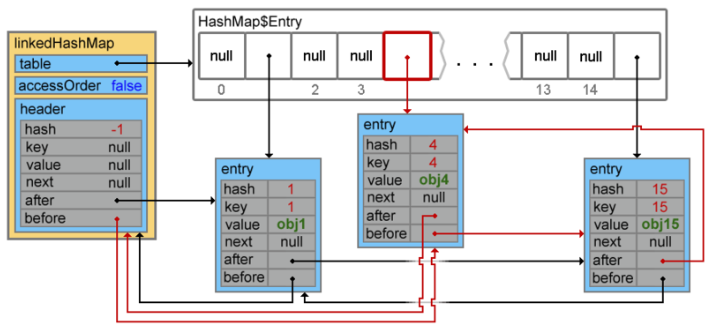 HashMap$Entry
linkedHashMap
table
accessOrder false
null null null . . . null null
0 2 3 13 14
header
hash -1
key null
value null
next null
after
before
entry
hash 1
key 1
value obj1
next null
after
before
entry
hash 4
key 4
value obj4
next null
after
before
entry
hash 15
key 15
value obj15
next null
after
before